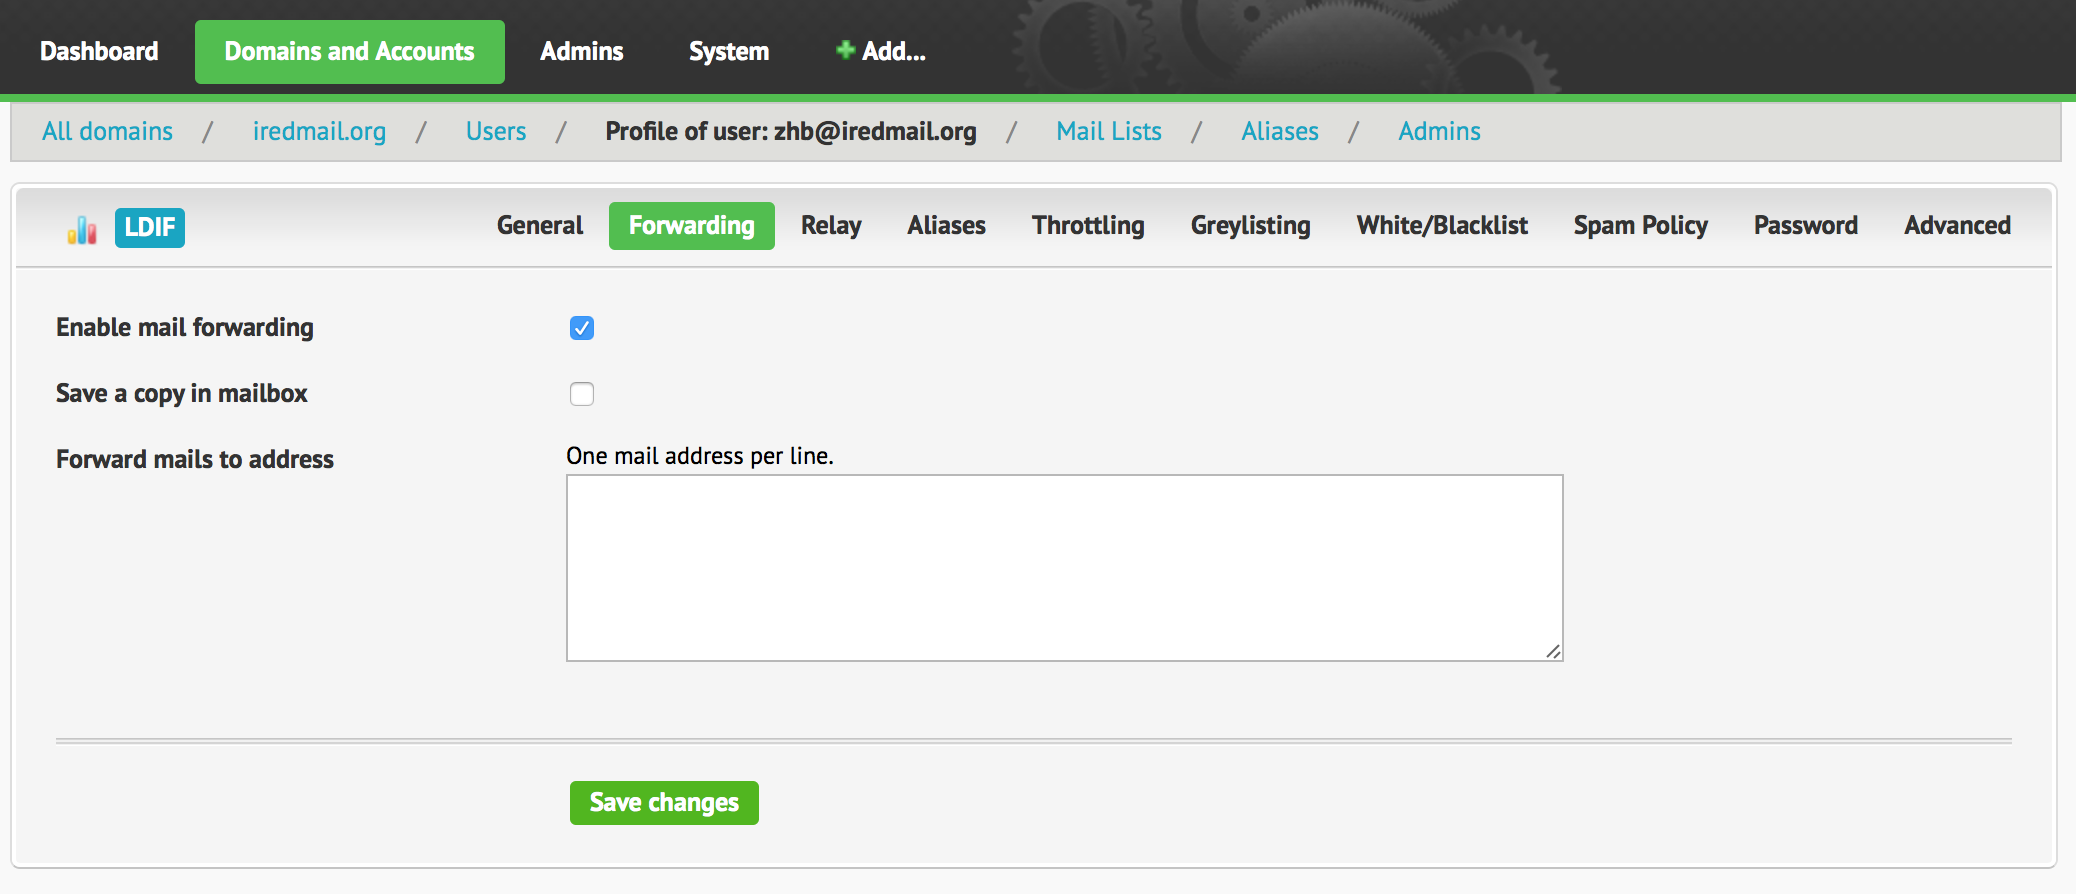 Dashboard Domains and Accounts Admins System Add...
All domains / iredmail.org / Users / Profile of user: zhb@iredmail.org / Mail Lists / Aliases / Admins
LDIF General Forwarding Relay Aliases Throttling Greylisting White/Blacklist Spam Policy Password Advanced
Enable mail forwarding
Save a copy in mailbox
Forward mails to address One mail address per line.
Save changes